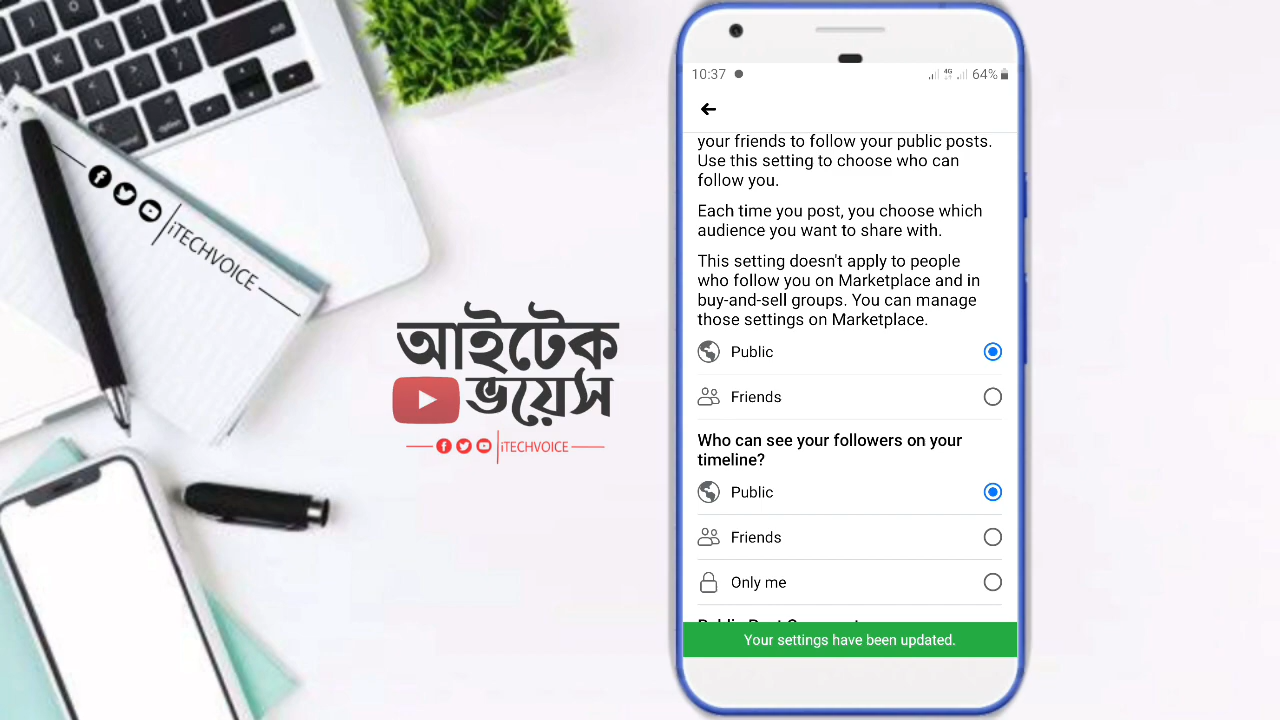 iTECHVOICE
আইটেক
ভয়েস
iTECHVOICE
10:37
4G
64%
your friends to follow your public posts.
Use this setting to choose who can
follow you.
Each time you post, you choose which
audience you want to share with.
This setting doesn't apply to people
who follow you on Marketplace and in
buy-and-sell groups. You can manage
those settings on Marketplace.
Public
Friends
Who can see your followers on your
timeline?
Public
Friends
Only me
Your settings have been updated.